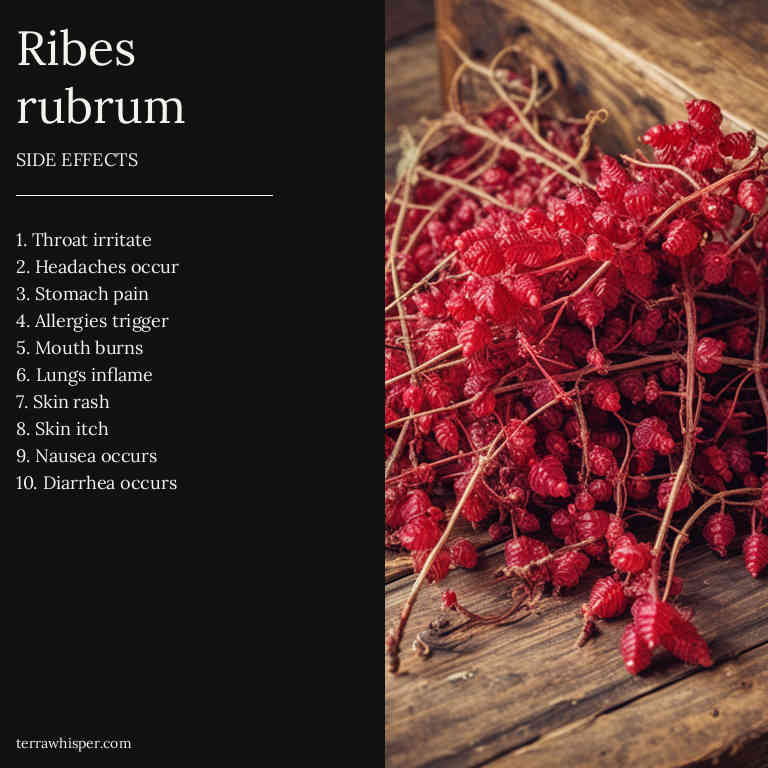 Ribes
rubrum
SIDE EFFECTS
1. Throat irritate
2. Headaches occur
3. Stomach pain
4. Allergies trigger
5. Mouth burns
6. Lungs inflame
7. Skin rash
8. Skin itch
9. Nausea occurs
10. Diarrhea occurs
terrawhisper.com